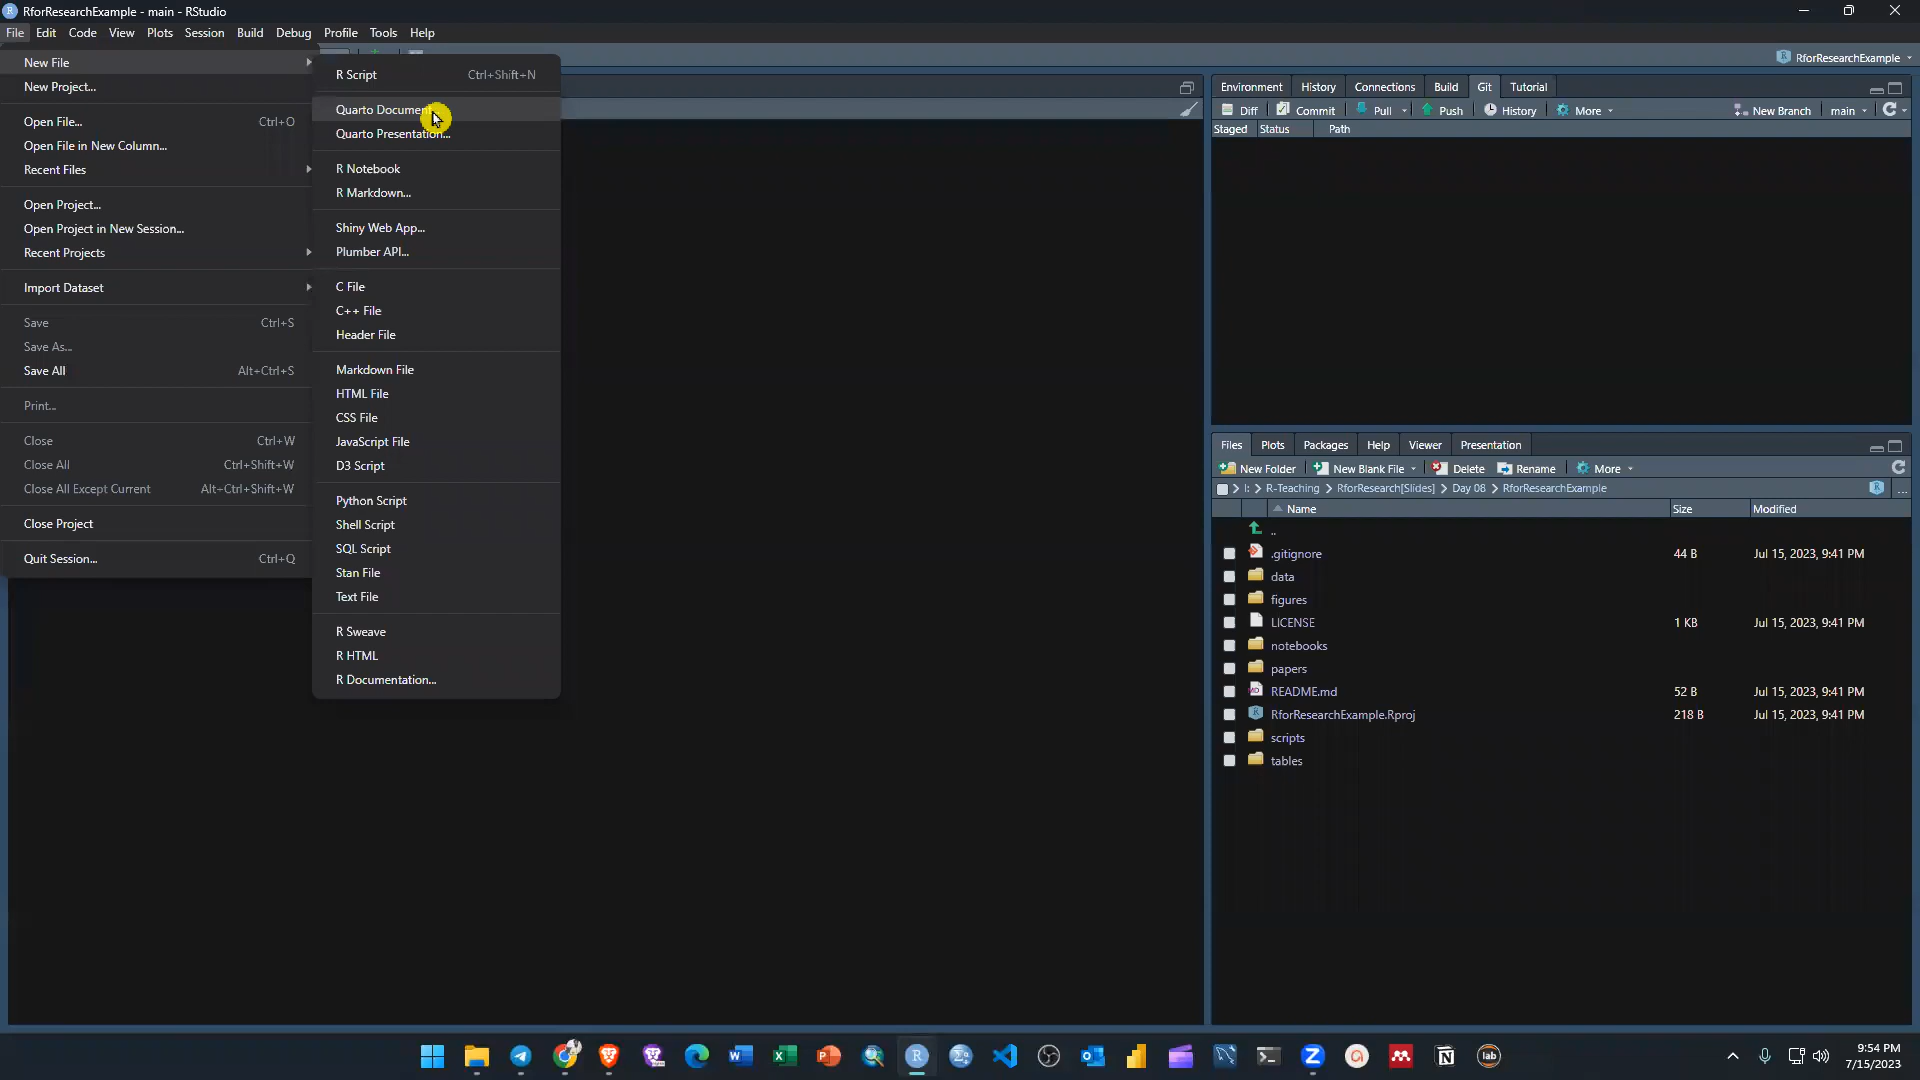 RforResearchExample - main - RStudio
File Edit Code View Plots Session Build Debug Profile Tools Help
RforResearchExample
New File
New Project...
Open File... Ctrl+O
Open File in New Column...
Recent Files
Open Project...
Open Project in New Session...
Recent Projects
Import Dataset
Save Ctrl+S
Save As...
Save All Alt+Ctrl+S
Print...
Close Ctrl+W
Close All Ctrl+Shift+W
Close All Except Current Alt+Ctrl+Shift+W
Close Project
Quit Session... Ctrl+Q
R Script Ctrl+Shift+N
Quarto Document
Quarto Presentation...
R Notebook
R Markdown...
Shiny Web App...
Plumber API...
C File
C++ File
Header File
Markdown File
HTML File
CSS File
JavaScript File
D3 Script
Python Script
Shell Script
SQL Script
Stan File
Text File
R Sweave
R HTML
R Documentation...
Environment History Connections Build Git Tutorial
Diff Commit Pull Push History More New Branch main
Staged Status Path
Files Plots Packages Help Viewer Presentation
New Folder New Blank File Delete Rename More
I: R-Teaching RforResearch[Slides] Day 08 RforResearchExample ...
Name Size Modified
..
.gitignore 44 B Jul 15, 2023, 9:41 PM
data
figures
LICENSE 1 KB Jul 15, 2023, 9:41 PM
notebooks
papers
README.md 52 B Jul 15, 2023, 9:41 PM
RforResearchExample.Rproj 218 B Jul 15, 2023, 9:41 PM
scripts
tables
lab
9:54 PM
7/15/2023